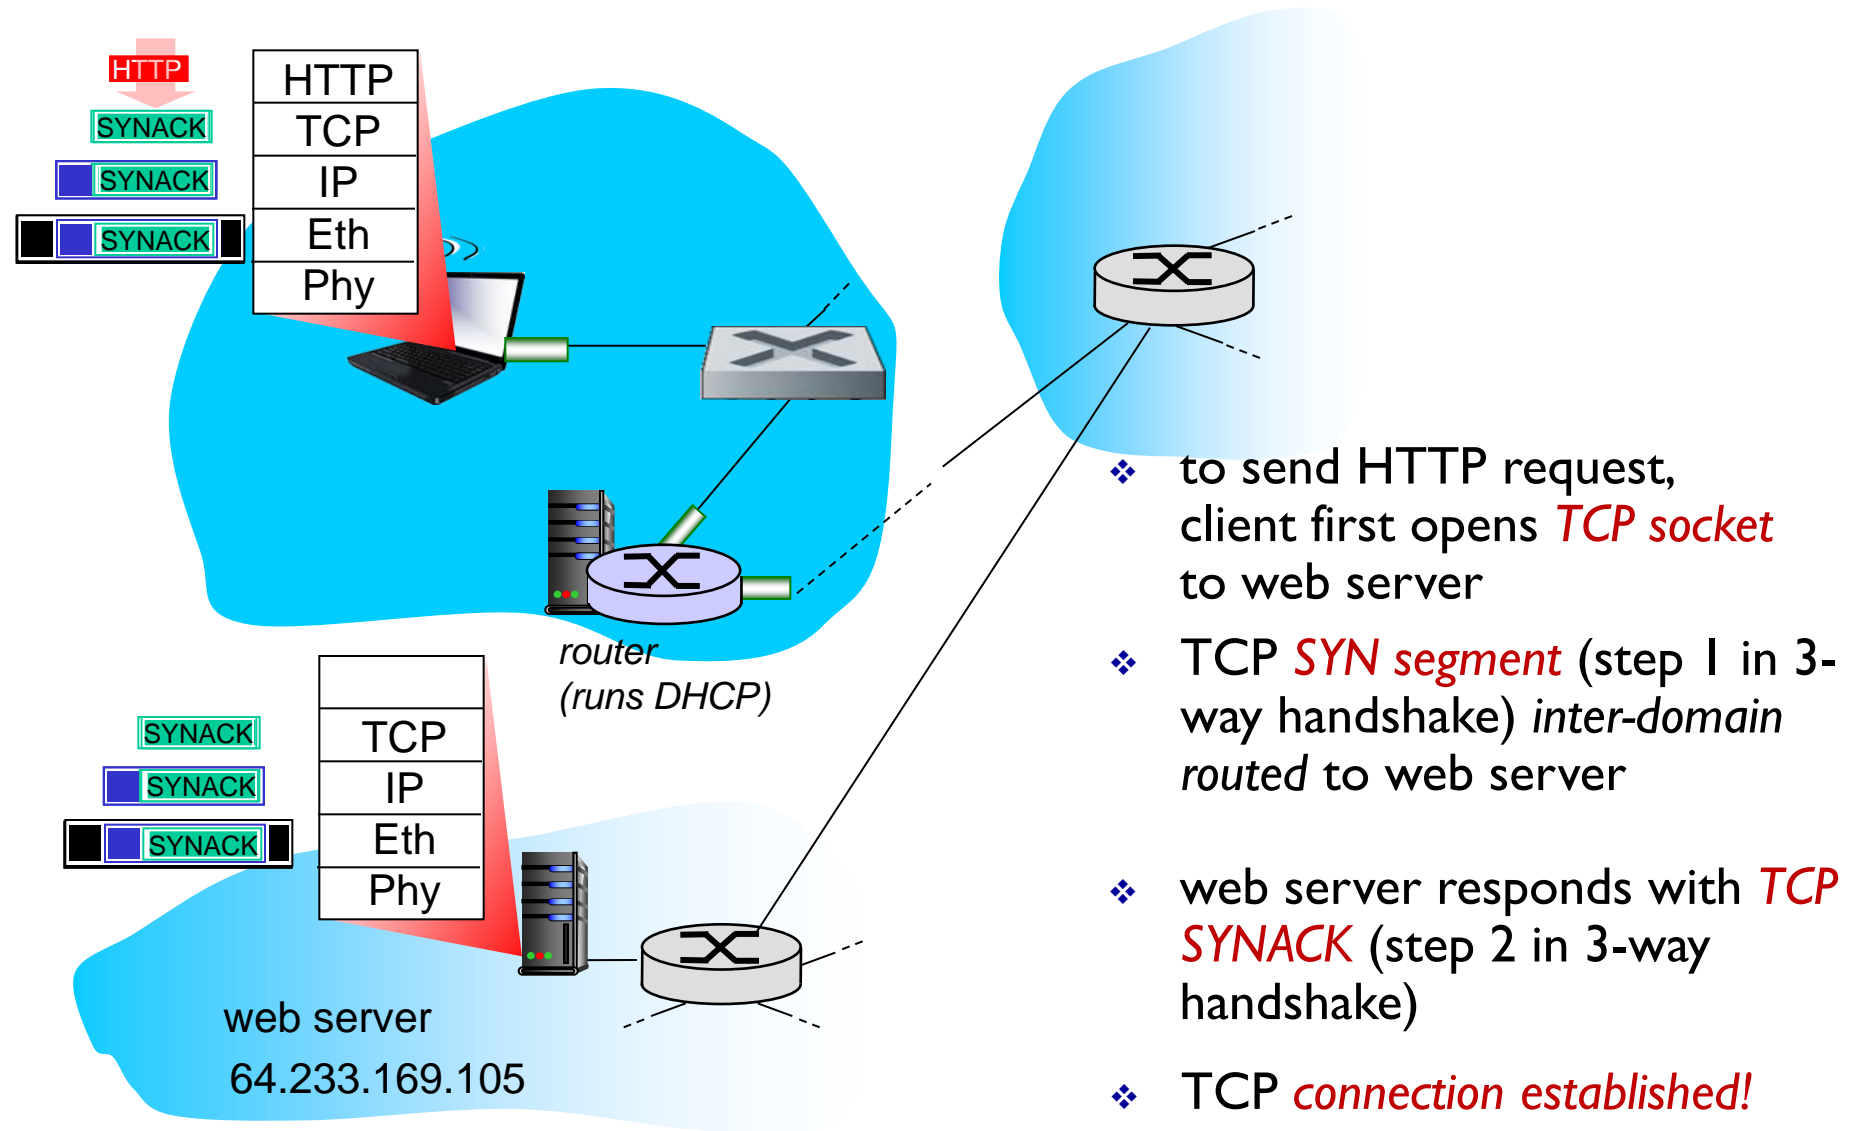 HTTP
SYNACK
SYNACK
SYNACK
HTTP
TCP
IP
Eth
Phy
router
(runs DHCP)
SYNACK
SYNACK
SYNACK
TCP
IP
Eth
Phy
web server
64.233.169.105
to send HTTP request,
client first opens TCP socket
to web server
TCP SYN segment (step 1 in 3-
way handshake) inter-domain
routed to web server
web server responds with TCP
SYNACK (step 2 in 3-way
handshake)
TCP connection established!